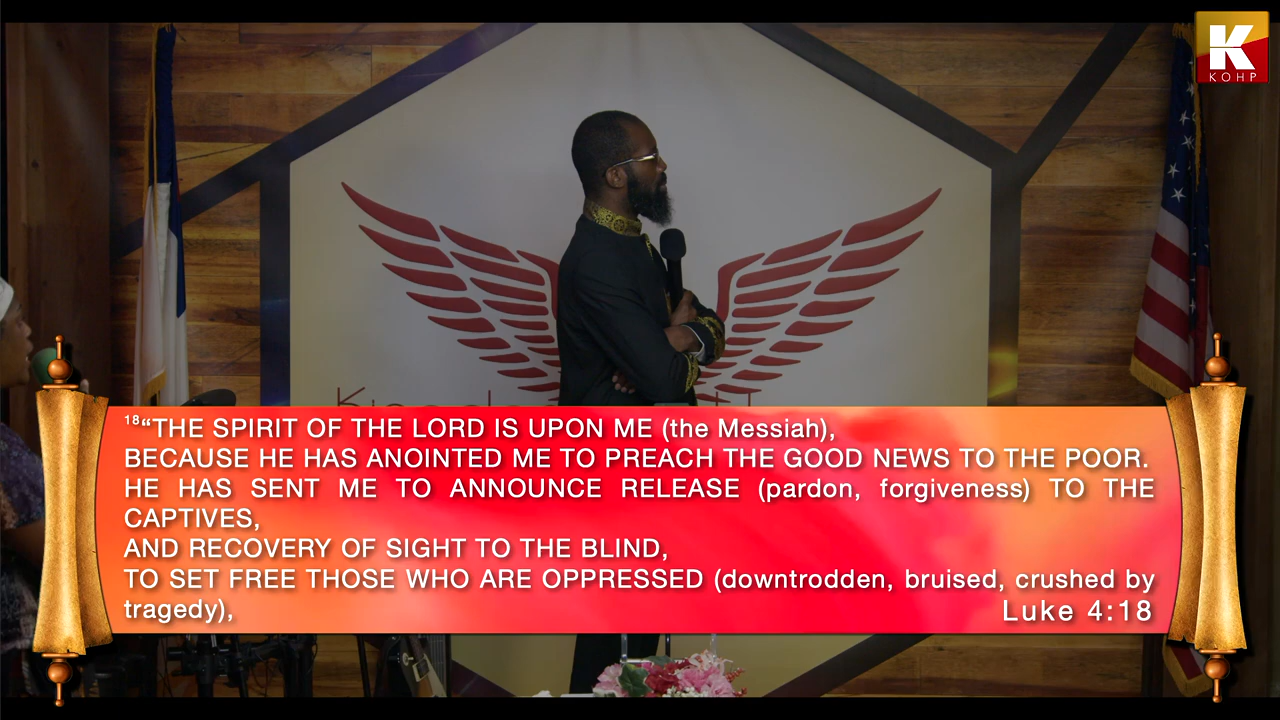 K
KOHP
18“THE SPIRIT OF THE LORD IS UPON ME (the Messiah),
BECAUSE HE HAS ANOINTED ME TO PREACH THE GOOD NEWS TO THE POOR.
HE HAS SENT ME TO ANNOUNCE RELEASE (pardon, forgiveness) TO THE
CAPTIVES,
AND RECOVERY OF SIGHT TO THE BLIND,
TO SET FREE THOSE WHO ARE OPPRESSED (downtrodden, bruised, crushed by
tragedy),
Luke 4:18